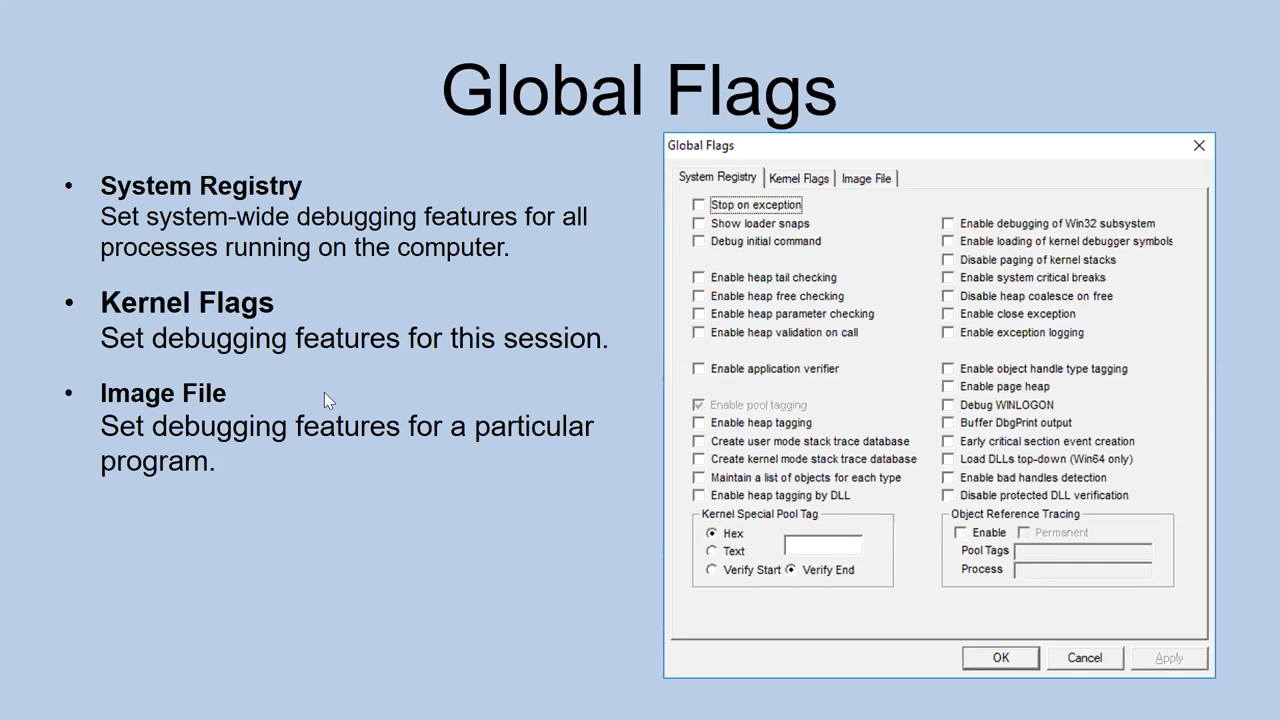 Global Flags
• System Registry
Set system-wide debugging features for all
processes running on the computer.
• Kernel Flags
Set debugging features for this session.
• Image File
Set debugging features for a particular
program.
Global Flags
System Registry Kernel Flags Image File
Stop on exception
Show loader snaps
Debug initial command
Enable heap tail checking
Enable heap free checking
Enable heap parameter checking
Enable heap validation on call
Enable application verifier
Enable pool tagging
Enable heap tagging
Create user mode stack trace database
Create kernel mode stack trace database
Maintain a list of objects for each type
Enable heap tagging by DLL
Enable debugging of Win32 subsystem
Enable loading of kernel debugger symbols
Disable paging of kernel stacks
Enable system critical breaks
Disable heap coalesce on free
Enable close exception
Enable exception logging
Enable object handle type tagging
Enable page heap
Debug WINLOGON
Buffer DbgPrint output
Early critical section event creation
Load DLLs top-down (Win64 only)
Enable bad handles detection
Disable protected DLL verification
Kernel Special Pool Tag
Hex
Text
Verify Start Verify End
Object Reference Tracing
Enable Permanent
Pool Tags
Process
OK Cancel Apply